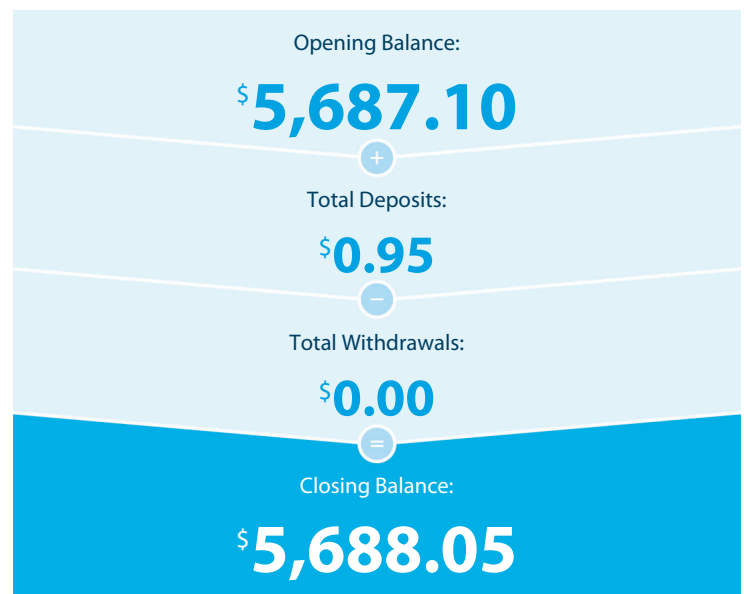 Opening Balance:
$5,687.10
+
Total Deposits:
$0.95
−
Total Withdrawals:
$0.00
=
Closing Balance:
$5,688.05